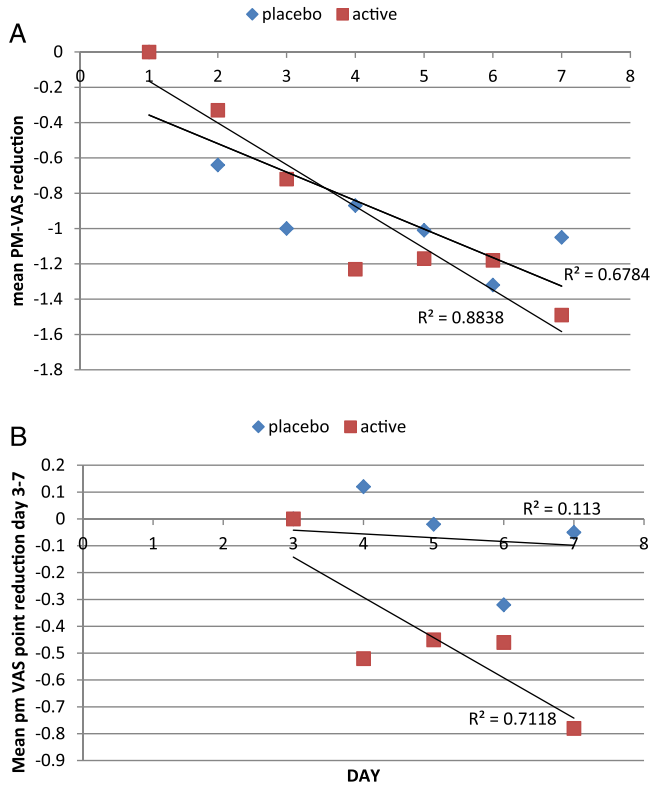 placebo active
A
0
0 1 2 3 4 5 6 7 8
-0.2
-0.4
-0.6
-0.8
-1
-1.2
-1.4
-1.6
-1.8
mean PM-VAS reduction
R² = 0.6784
R² = 0.8838
B
placebo active
0.2
0.1
0
-0.1
-0.2
-0.3
-0.4
-0.5
-0.6
-0.7
-0.8
-0.9
0 1 2 3 4 5 6 7 8
Mean pm VAS point reduction day 3-7
R² = 0.113
R² = 0.7118
DAY